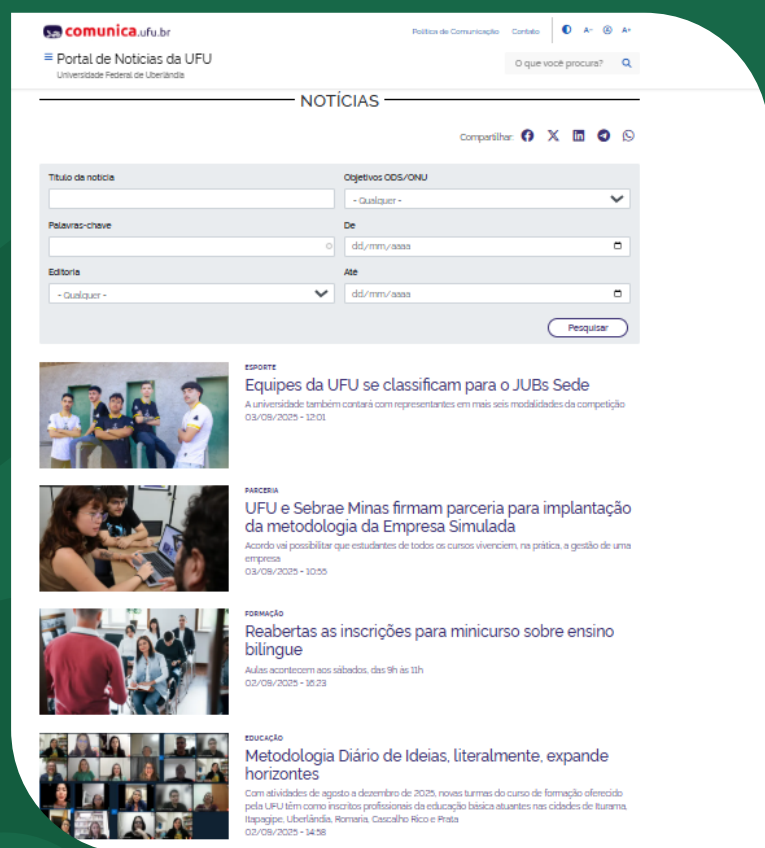 comunica.ufu.br
Política de Comunicação Contato A- A+
Portal de Notícias da UFU
Universidade Federal de Uberlândia
O que você procura?
NOTÍCIAS
Compartilhar:
Título da notícia
Objetivos ODS/ONU
- Qualquer -
Palavras-chave
De
dd/mm/aaaa
Editoria
Até
- Qualquer -
dd/mm/aaaa
Pesquisar
ESPORTE
Equipes da UFU se classificam para o JUBs Sede
A universidade também contará com representantes em mais seis modalidades da competição
03/09/2025 - 12:01
PARCERIA
UFU e Sebrae Minas firmam parceria para implantação
da metodologia da Empresa Simulada
Acordo vai possibilitar que estudantes de todos os cursos vivenciem, na prática, a gestão de uma
empresa
03/09/2025 - 10:55
FORMAÇÃO
Reabertas as inscrições para minicurso sobre ensino
bilíngue
Aulas acontecem aos sábados, das 9h às 11h
02/09/2025 - 16:23
EDUCAÇÃO
Metodologia Diário de Ideias, literalmente, expande
horizontes
Com atividades de agosto a dezembro de 2025, novas turmas do curso de formação oferecido
pela UFU têm como inscritos profissionais da educação básica atuantes nas cidades de Iturama,
Itapagipe, Uberlândia, Romaria, Cascalho Rico e Prata
02/09/2025 - 14:58